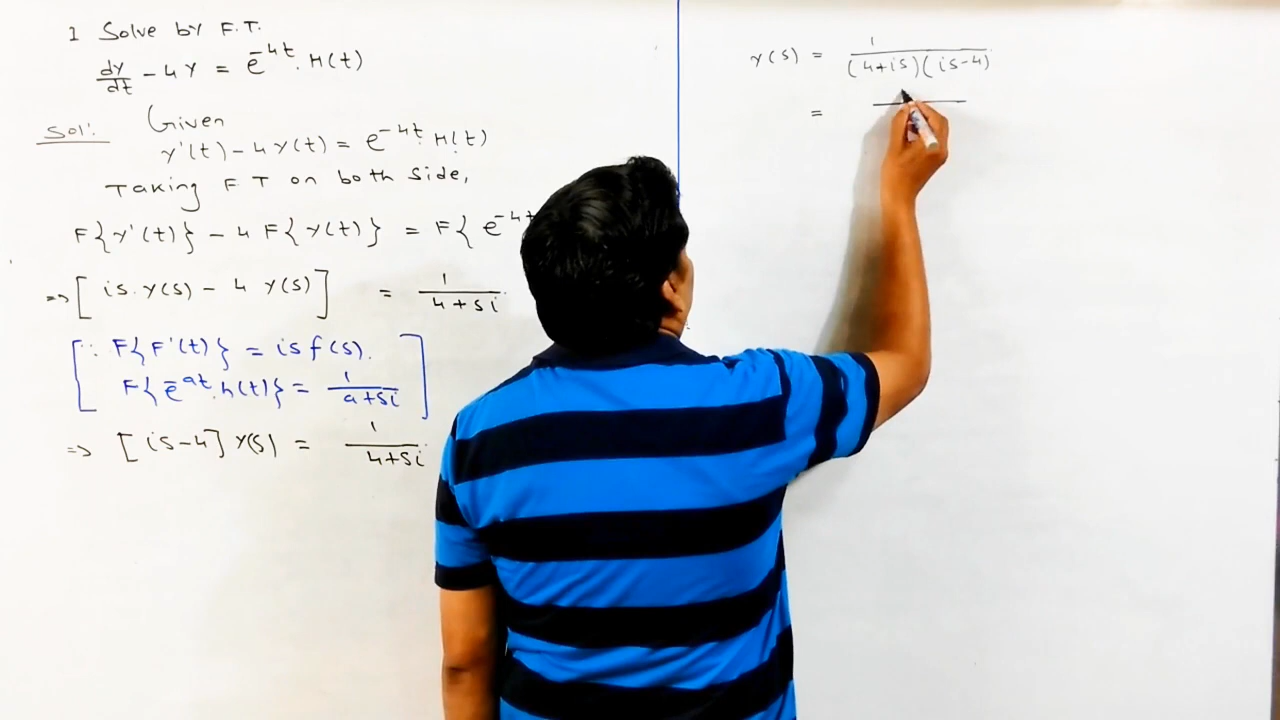 1 Solve by F.T.
dy/dt - 4y = e^-4t . H(t)
Sol':
Given
y'(t) - 4y(t) = e^-4t . H(t)
Taking F T on both side,
F{y'(t)} - 4 F{y(t)} = F{ e^-4t
=> [ is. y(s) - 4 y(s) ] = 1/(4+si)
[∵ F{F'(t)} = is f(s).
F{e^-at . h(t)} = 1/(a+si) ]
=> [is-4] y(s) = 1/(4+si)
y(s) = 1/((4+is)(is-4))
=